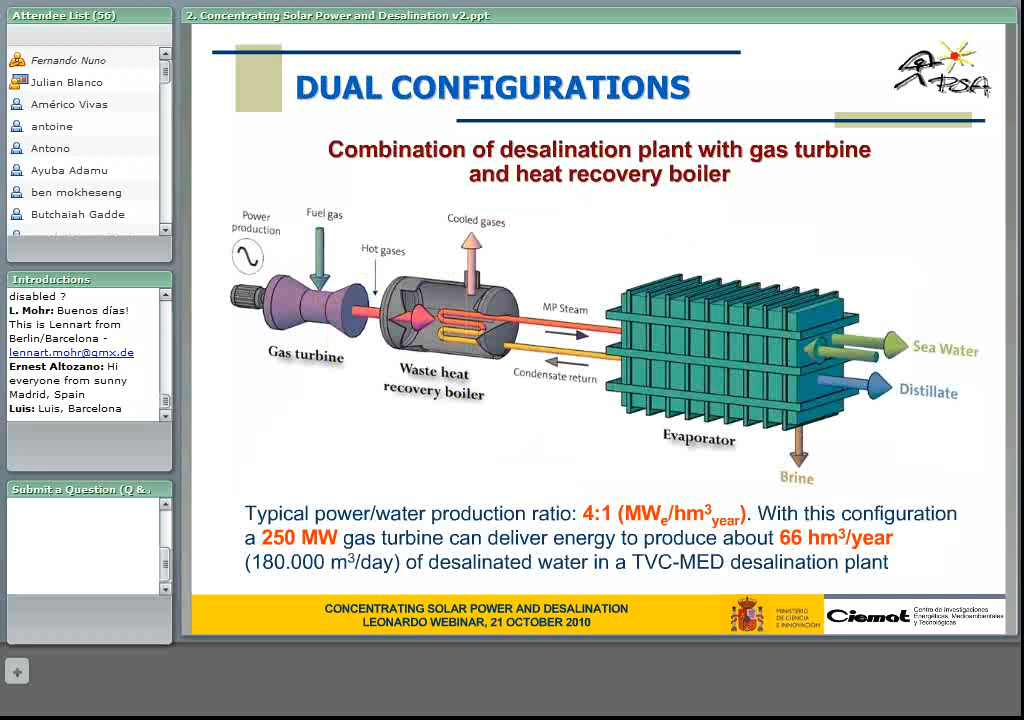 Attendee List (56)
Fernando Nuno
Julian Blanco
Américo Vivas
antoine
Antono
Ayuba Adamu
ben mokheseng
Butchaiah Gadde
Introductions
disabled ?
L. Mohr: Buenos días!
This is Lennart from
Berlin/Barcelona -
lennart.mohr@gmx.de
Ernest Altozano: Hi
everyone from sunny
Madrid, Spain
Luis: Luis, Barcelona
Submit a Question (Q &
2. Concentrating Solar Power and Desalination v2.ppt
DUAL CONFIGURATIONS
PSA
Combination of desalination plant with gas turbine
and heat recovery boiler
Power
production
Fuel gas
Hot gases
Cooled gases
MP Steam
Condensate return
Gas turbine
Waste heat
recovery boiler
Evaporator
Sea Water
Distillate
Brine
Typical power/water production ratio: 4:1 (MWe/hm³year). With this configuration
a 250 MW gas turbine can deliver energy to produce about 66 hm³/year
(180.000 m³/day) of desalinated water in a TVC-MED desalination plant
CONCENTRATING SOLAR POWER AND DESALINATION
LEONARDO WEBINAR, 21 OCTOBER 2010
MINISTERIO
DE CIENCIA
E INNOVACIÓN
Ciemat
Centro de Investigaciones
Energéticas, Medioambientales
y Tecnológicas